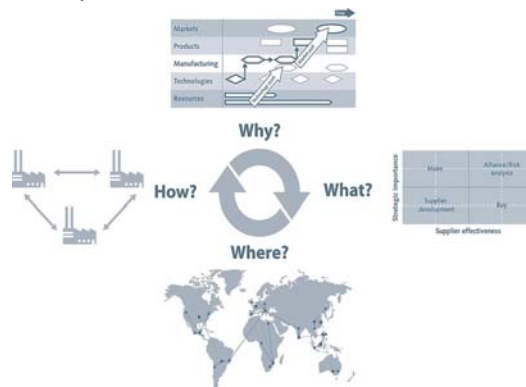 Markets
Products
Manufacturing
Technologies
Resources
Why?
How?
What?
Where?
Strategic importance
Make
Alliance/Risk
analysis
Supplier
development
Buy
Supplier effectiveness